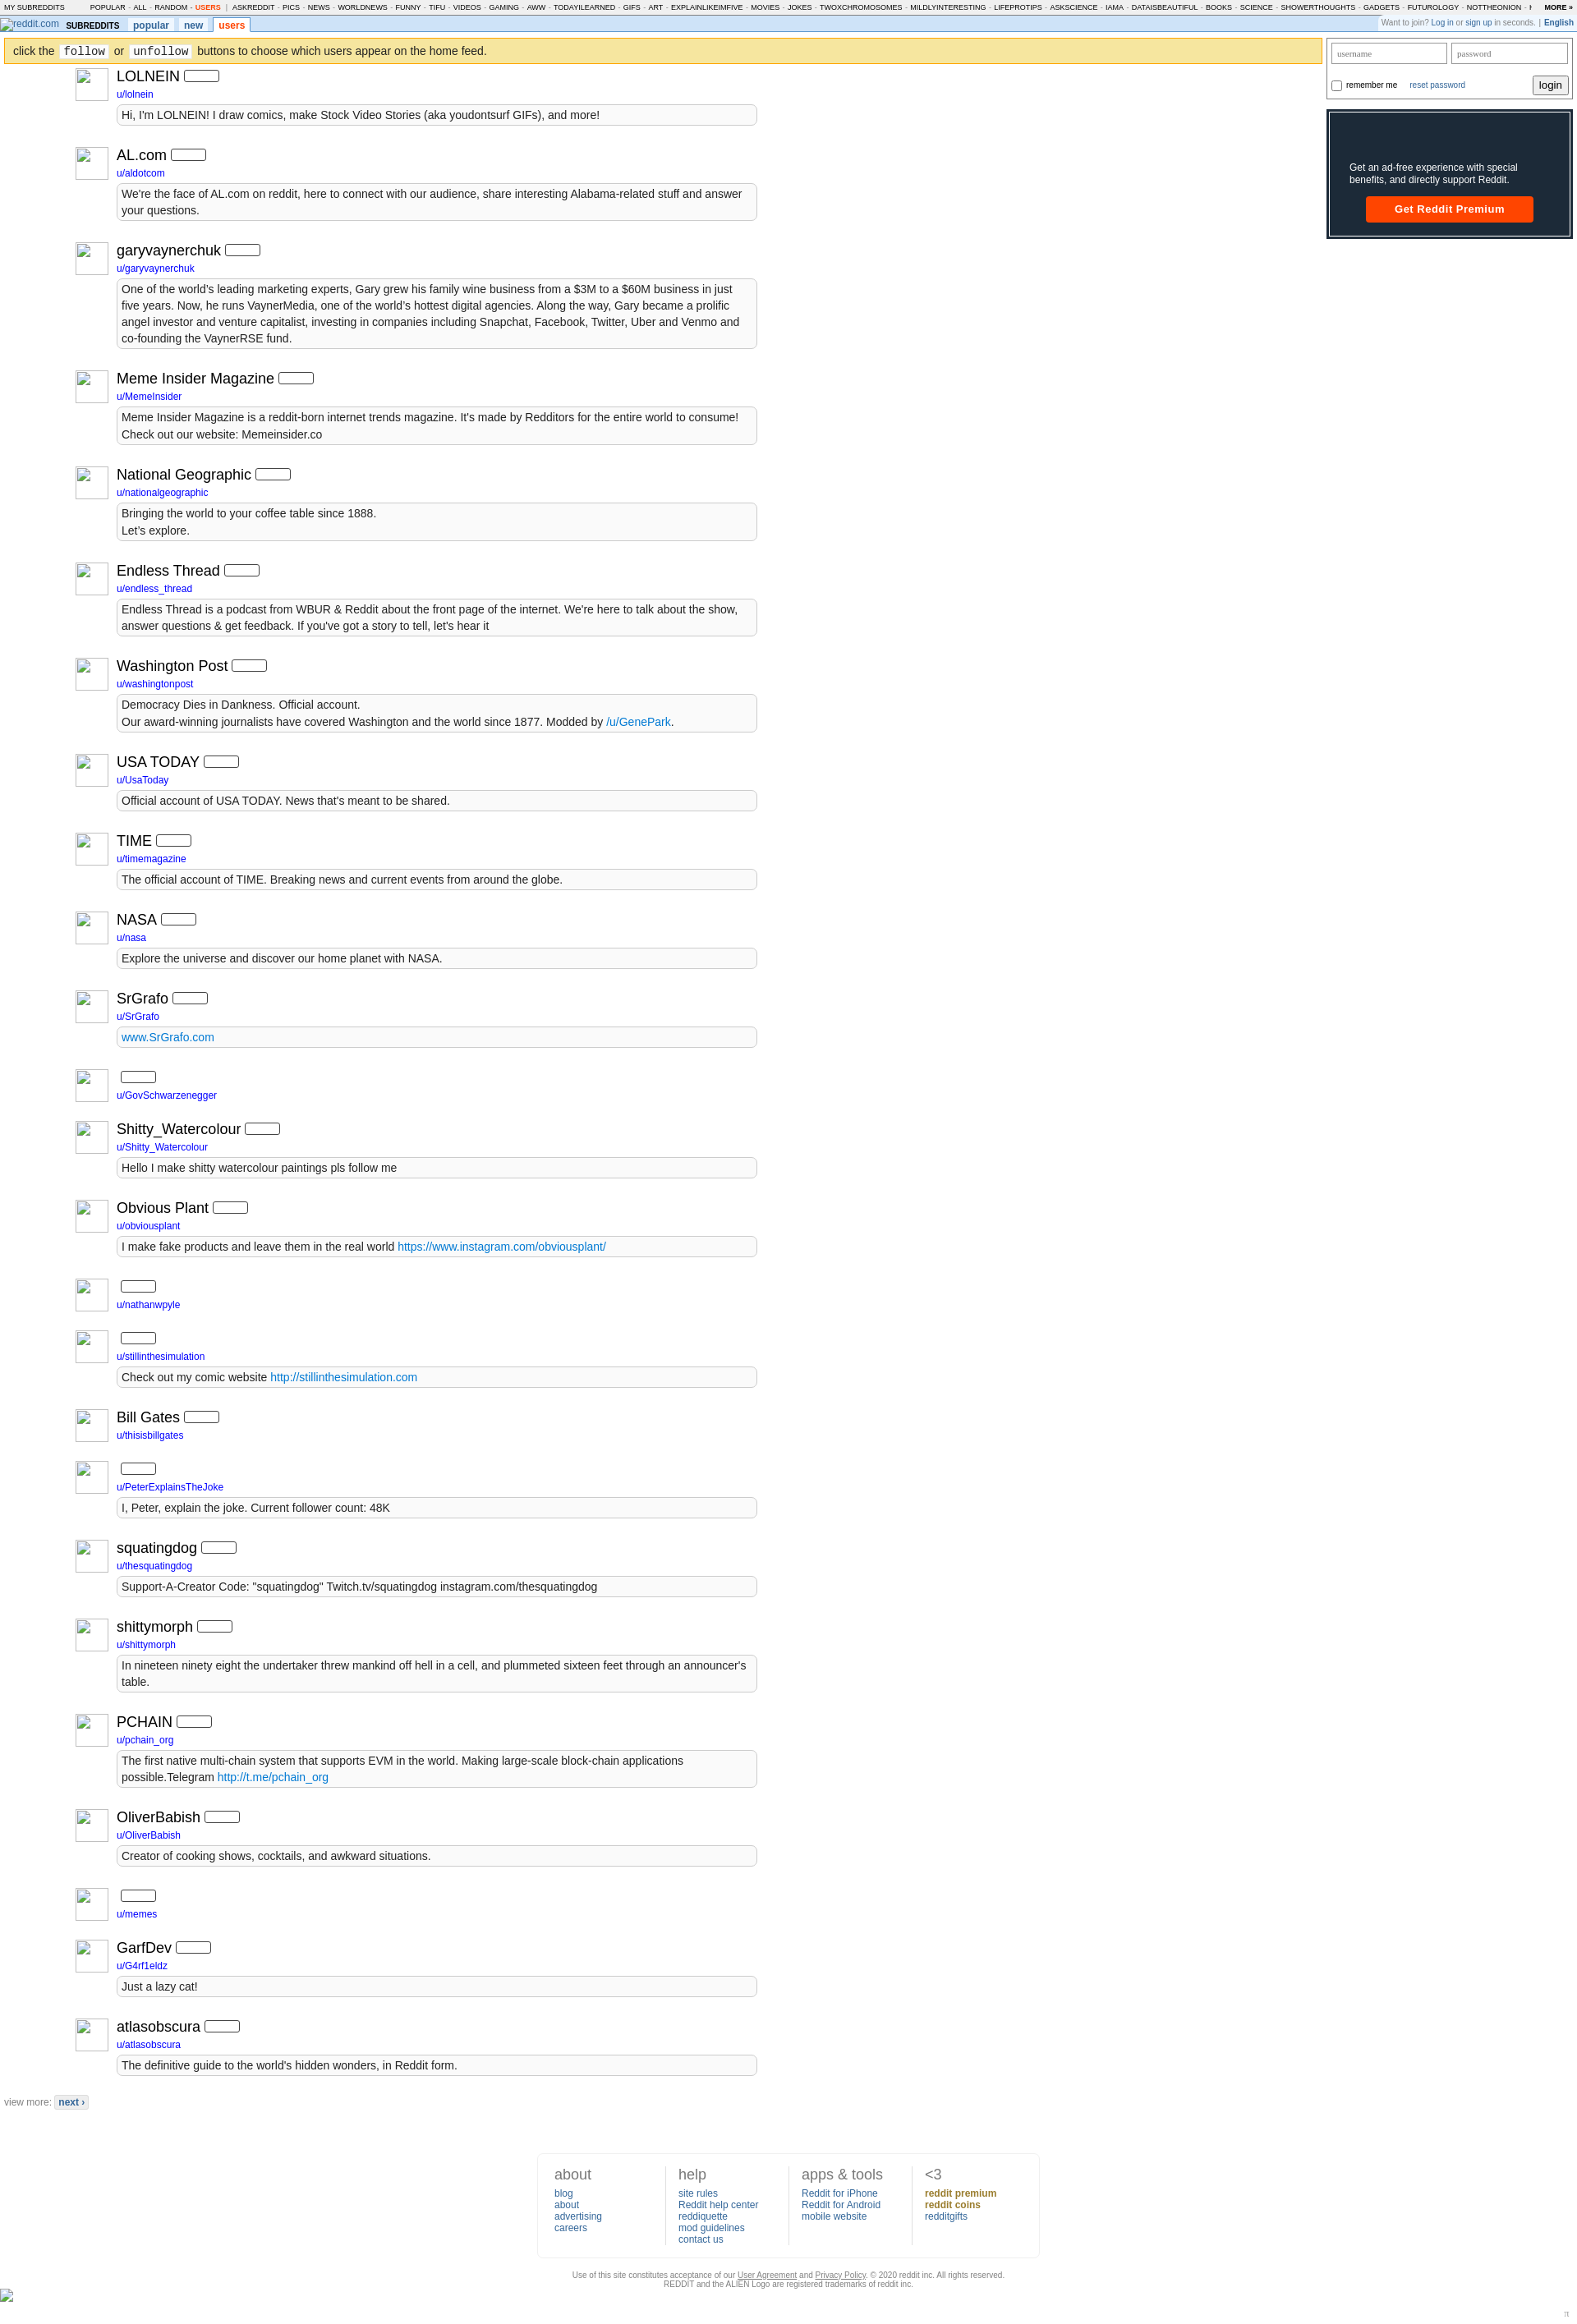 MY SUBREDDITS POPULAR - ALL - RANDOM - USERS | ASKREDDIT - PICS - NEWS - WORLDNEWS - FUNNY - TIFU - VIDEOS - GAMING - AWW - TODAYILEARNED - GIFS - ART - EXPLAINLIKEIMFIVE - MOVIES - JOKES - TWOXCHROMOSOMES - MILDLYINTERESTING - LIFEPROTIPS - ASKSCIENCE - IAMA - DATAISBEAUTIFUL - BOOKS - SCIENCE - SHOWERTHOUGHTS - GADGETS - FUTUROLOGY - NOTTHEONION - MORE »
reddit.com SUBREDDITS popular new users Want to join? Log in or sign up in seconds. | English
click the follow or unfollow buttons to choose which users appear on the home feed.
username password
remember me reset password login
Get an ad-free experience with special
benefits, and directly support Reddit.
Get Reddit Premium
LOLNEIN
u/lolnein
Hi, I'm LOLNEIN! I draw comics, make Stock Video Stories (aka youdontsurf GIFs), and more!
AL.com
u/aldotcom
We're the face of AL.com on reddit, here to connect with our audience, share interesting Alabama-related stuff and answer
your questions.
garyvaynerchuk
u/garyvaynerchuk
One of the world's leading marketing experts, Gary grew his family wine business from a $3M to a $60M business in just
five years. Now, he runs VaynerMedia, one of the world's hottest digital agencies. Along the way, Gary became a prolific
angel investor and venture capitalist, investing in companies including Snapchat, Facebook, Twitter, Uber and Venmo and
co-founding the VaynerRSE fund.
Meme Insider Magazine
u/MemeInsider
Meme Insider Magazine is a reddit-born internet trends magazine. It's made by Redditors for the entire world to consume!
Check out our website: Memeinsider.co
National Geographic
u/nationalgeographic
Bringing the world to your coffee table since 1888.
Let's explore.
Endless Thread
u/endless_thread
Endless Thread is a podcast from WBUR & Reddit about the front page of the internet. We're here to talk about the show,
answer questions & get feedback. If you've got a story to tell, let's hear it
Washington Post
u/washingtonpost
Democracy Dies in Dankness. Official account.
Our award-winning journalists have covered Washington and the world since 1877. Modded by /u/GenePark.
USA TODAY
u/UsaToday
Official account of USA TODAY. News that's meant to be shared.
TIME
u/timemagazine
The official account of TIME. Breaking news and current events from around the globe.
NASA
u/nasa
Explore the universe and discover our home planet with NASA.
SrGrafo
u/SrGrafo
www.SrGrafo.com
u/GovSchwarzenegger
Shitty_Watercolour
u/Shitty_Watercolour
Hello I make shitty watercolour paintings pls follow me
Obvious Plant
u/obviousplant
I make fake products and leave them in the real world https://www.instagram.com/obviousplant/
u/nathanwpyle
u/stillinthesimulation
Check out my comic website http://stillinthesimulation.com
Bill Gates
u/thisisbillgates
u/PeterExplainsTheJoke
I, Peter, explain the joke. Current follower count: 48K
squatingdog
u/thesquatingdog
Support-A-Creator Code: "squatingdog" Twitch.tv/squatingdog instagram.com/thesquatingdog
shittymorph
u/shittymorph
In nineteen ninety eight the undertaker threw mankind off hell in a cell, and plummeted sixteen feet through an announcer's
table.
PCHAIN
u/pchain_org
The first native multi-chain system that supports EVM in the world. Making large-scale block-chain applications
possible.Telegram http://t.me/pchain_org
OliverBabish
u/OliverBabish
Creator of cooking shows, cocktails, and awkward situations.
u/memes
GarfDev
u/G4rf1eldz
Just a lazy cat!
atlasobscura
u/atlasobscura
The definitive guide to the world's hidden wonders, in Reddit form.
view more: next ›
about
blog
about
advertising
careers
help
site rules
Reddit help center
reddiquette
mod guidelines
contact us
apps & tools
Reddit for iPhone
Reddit for Android
mobile website
<3
reddit premium
reddit coins
redditgifts
Use of this site constitutes acceptance of our User Agreement and Privacy Policy. © 2020 reddit inc. All rights reserved.
REDDIT and the ALIEN Logo are registered trademarks of reddit inc.
π